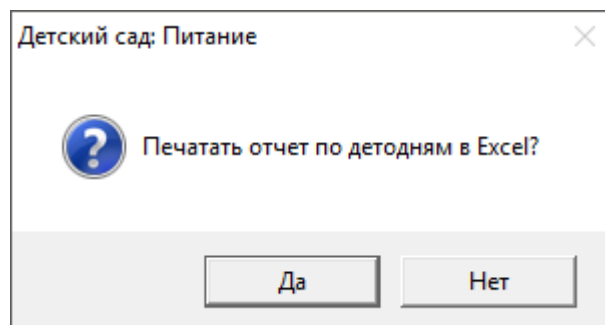 Детский сад: Питание
Печатать отчет по детодням в Excel?
Да
Нет